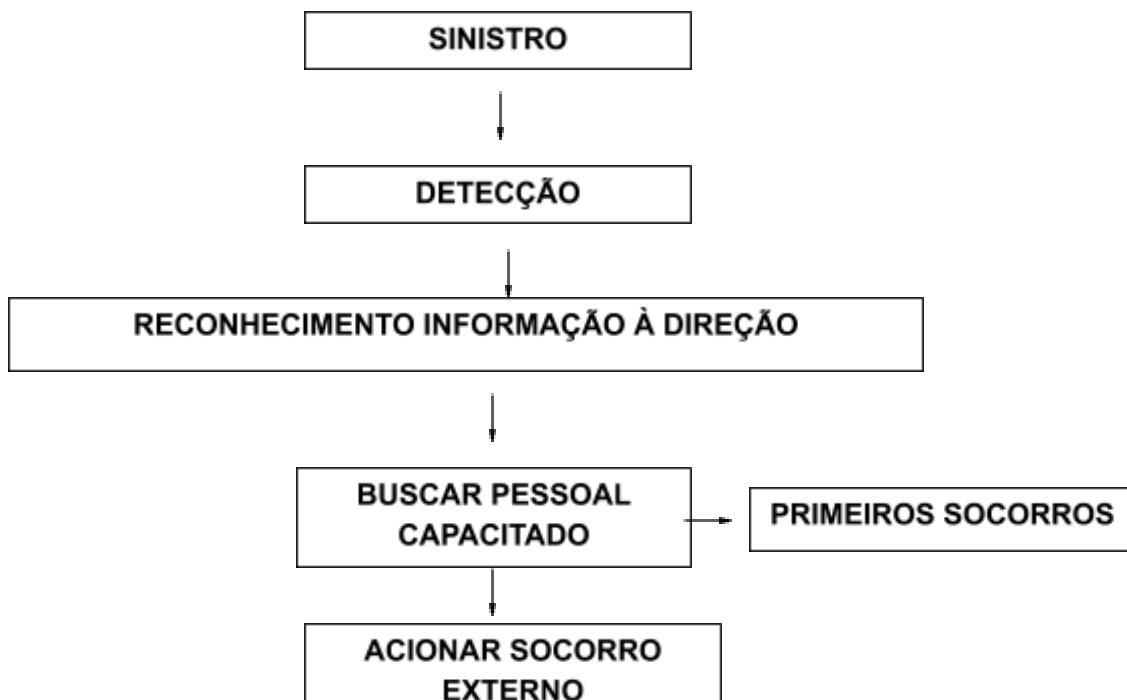 SINISTRO
DETECÇÃO
RECONHECIMENTO INFORMAÇÃO À DIREÇÃO
BUSCAR PESSOAL
CAPACITADO
PRIMEIROS SOCORROS
ACIONAR SOCORRO
EXTERNO